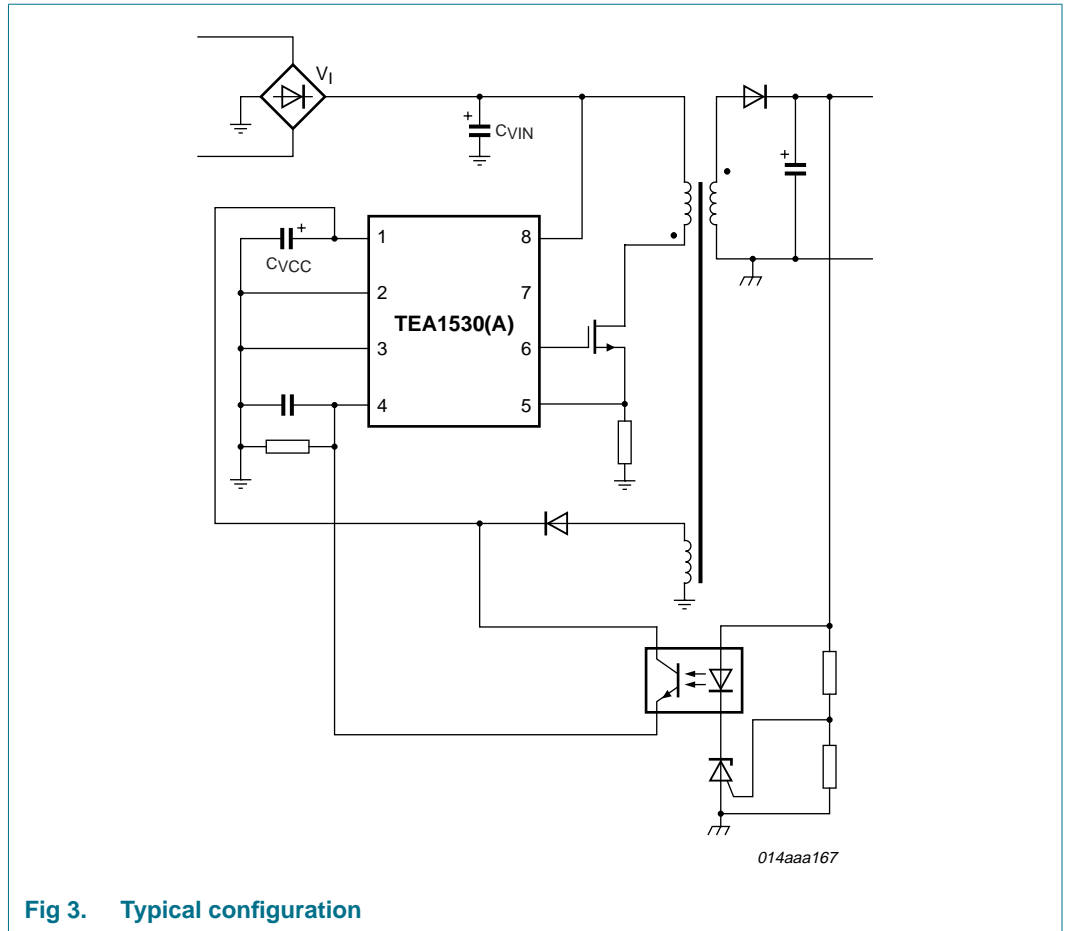 VI
+
CVIN
+
+
CVCC
1
8
2
7
TEA1530(A)
3
6
4
5
014aaa167
Fig 3. Typical configuration